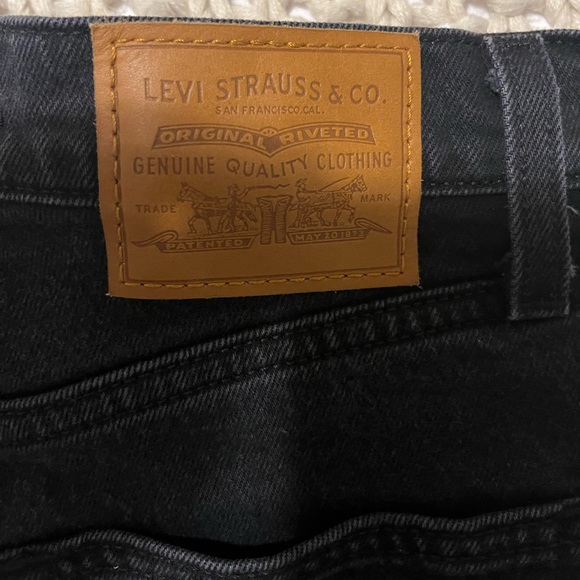 LEVI STRAUSS & CO.
SAN FRANCISCO, CAL.
ORIGINAL RIVETED
GENUINE QUALITY CLOTHING
TRADE MARK
PATENTED MAY 20 1873